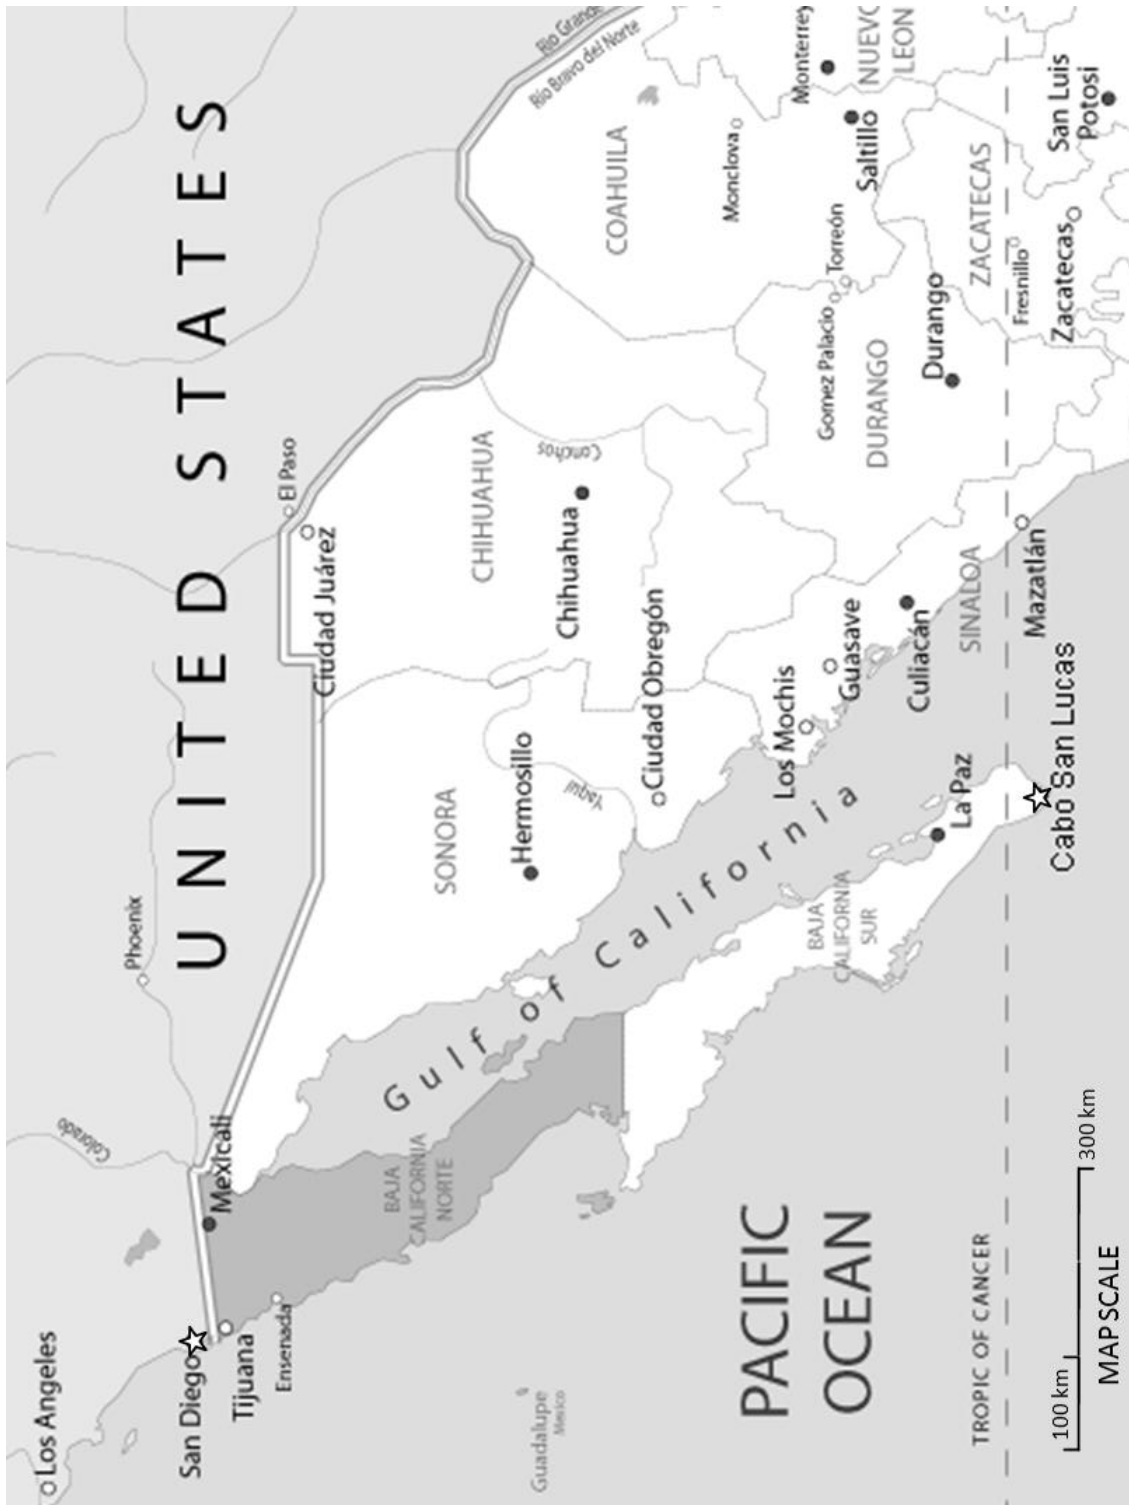 UNITED STATES
Los Angeles
San Diego
Tijuana
Ensenada
Mexicali
Colorado
Phoenix
El Paso
Ciudad Juárez
Rio Grande
Río Bravo del Norte
BAJA
CALIFORNIA
NORTE
Gulf of California
SONORA
Hermosillo
Yaqui
Ciudad Obregón
CHIHUAHUA
Chihuahua
Conchos
COAHUILA
Monclova
Monterrey
NUEVO
LEON
Saltillo
Torreón
Gomez Palacio
DURANGO
Durango
ZACATECAS
Fresnillo
Zacatecas
San Luis
Potosi
Los Mochis
Guasave
Culiacán
SINALOA
Mazatlán
BAJA
CALIFORNIA
SUR
La Paz
Cabo San Lucas
Guadalupe
Mexico
PACIFIC
OCEAN
TROPIC OF CANCER
100 km
300 km
MAP SCALE